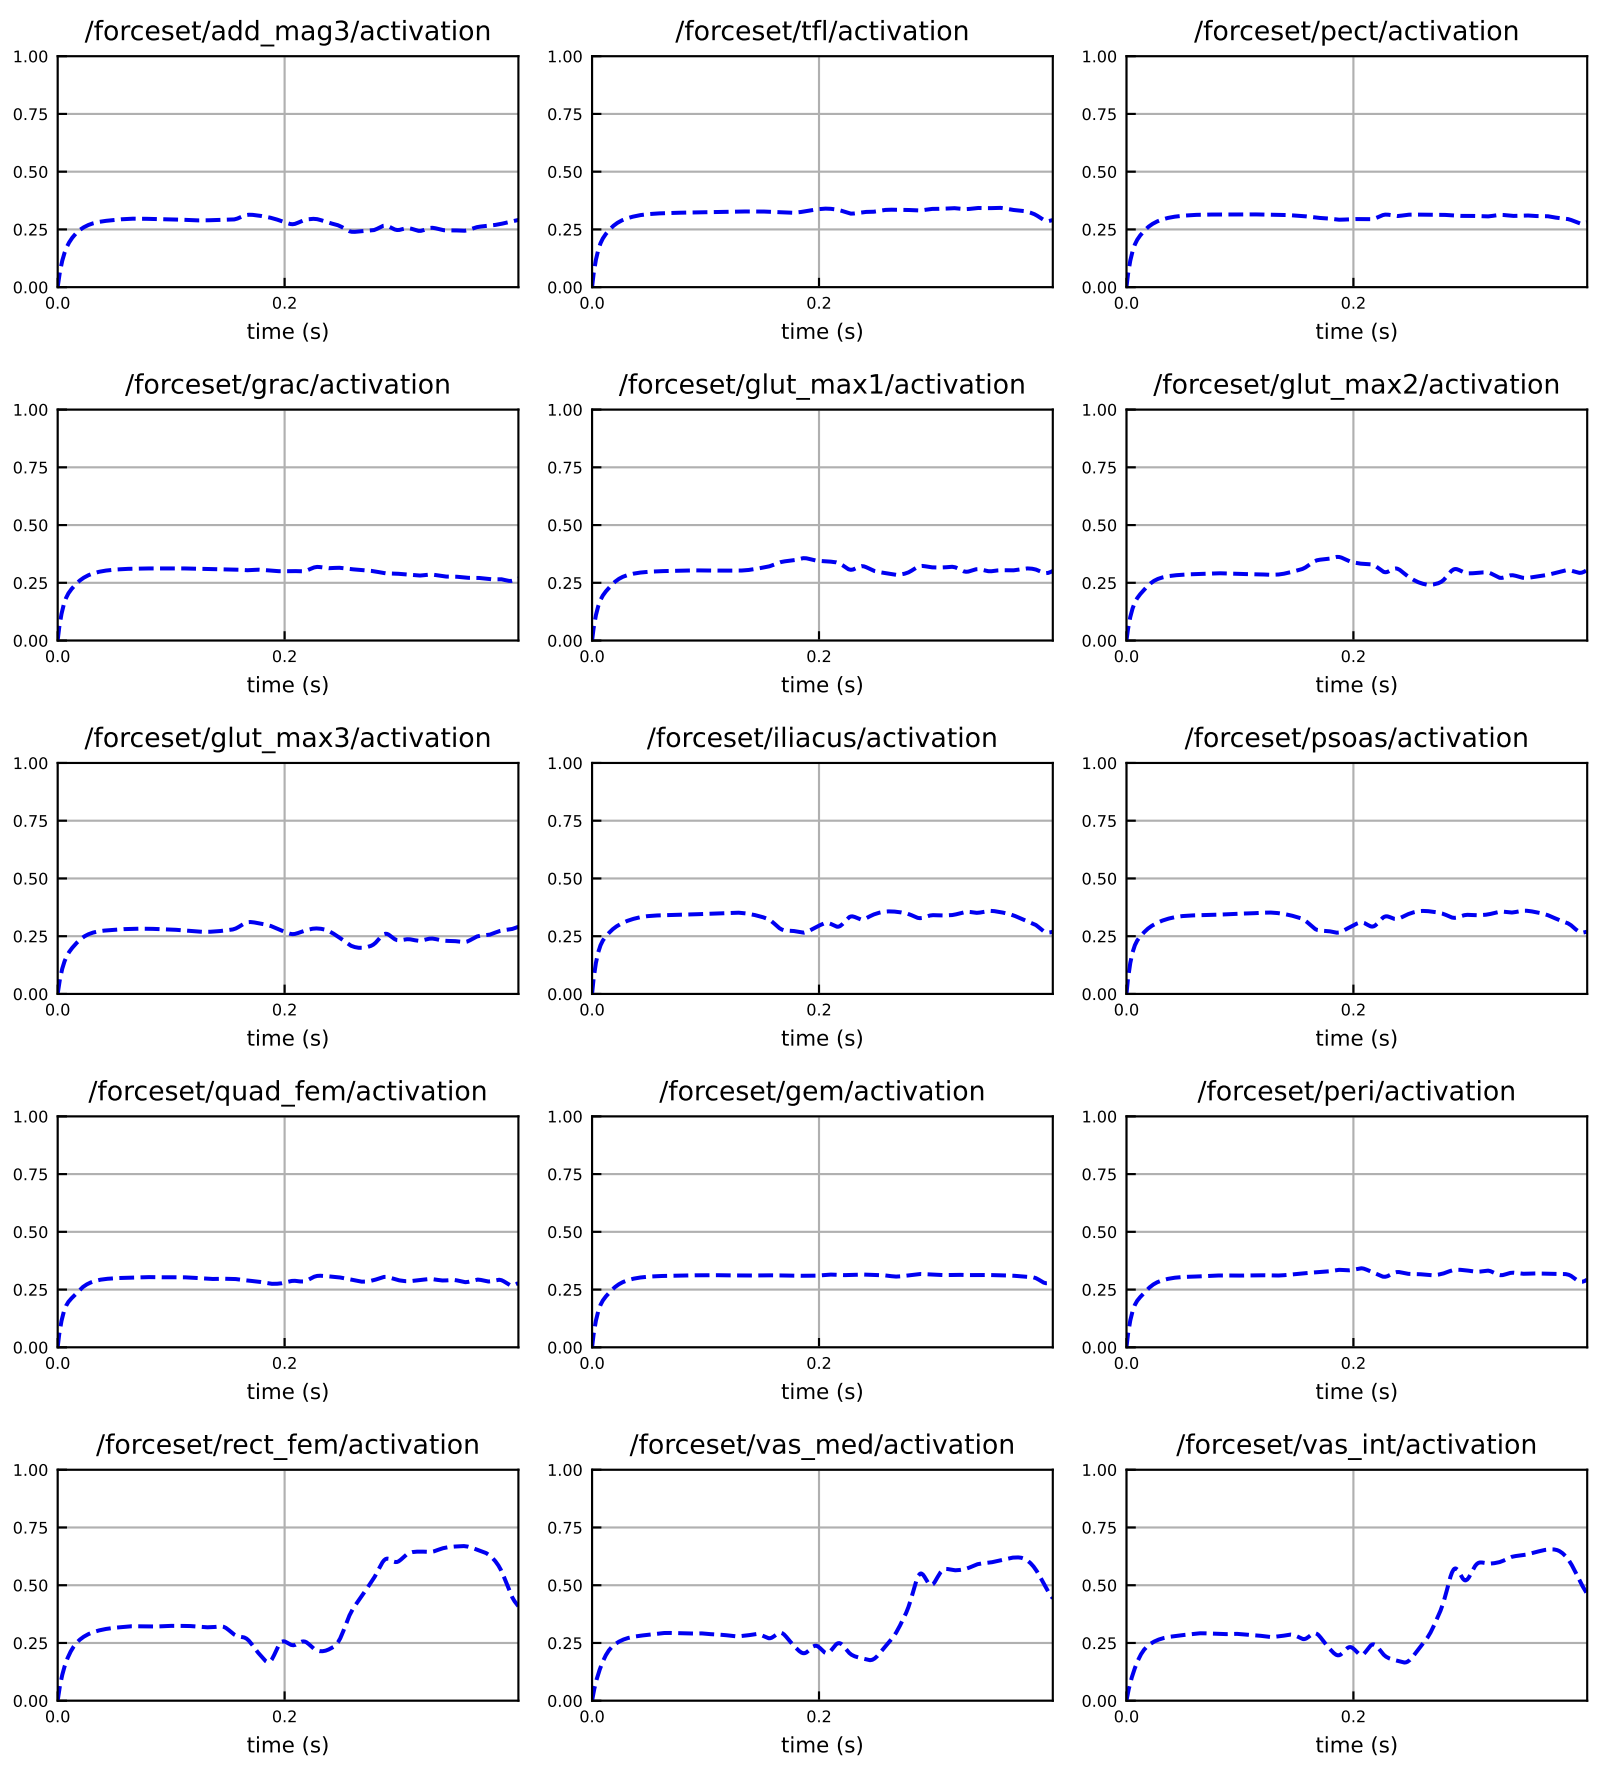 /forceset/add_mag3/activation /forceset/tfl/activation /forceset/pect/activation
1.00 1.00 1.00
0.75 0.75 0.75
0.50 0.50 0.50
0.25 0.25 0.25
0.00 0.00 0.00
0.0 0.2 0.0 0.2 0.0 0.2
time (s) time (s) time (s)
/forceset/grac/activation /forceset/glut_max1/activation /forceset/glut_max2/activation
1.00 1.00 1.00
0.75 0.75 0.75
0.50 0.50 0.50
0.25 0.25 0.25
0.00 0.00 0.00
0.0 0.2 0.0 0.2 0.0 0.2
time (s) time (s) time (s)
/forceset/glut_max3/activation /forceset/iliacus/activation /forceset/psoas/activation
1.00 1.00 1.00
0.75 0.75 0.75
0.50 0.50 0.50
0.25 0.25 0.25
0.00 0.00 0.00
0.0 0.2 0.0 0.2 0.0 0.2
time (s) time (s) time (s)
/forceset/quad_fem/activation /forceset/gem/activation /forceset/peri/activation
1.00 1.00 1.00
0.75 0.75 0.75
0.50 0.50 0.50
0.25 0.25 0.25
0.00 0.00 0.00
0.0 0.2 0.0 0.2 0.0 0.2
time (s) time (s) time (s)
/forceset/rect_fem/activation /forceset/vas_med/activation /forceset/vas_int/activation
1.00 1.00 1.00
0.75 0.75 0.75
0.50 0.50 0.50
0.25 0.25 0.25
0.00 0.00 0.00
0.0 0.2 0.0 0.2 0.0 0.2
time (s) time (s) time (s)